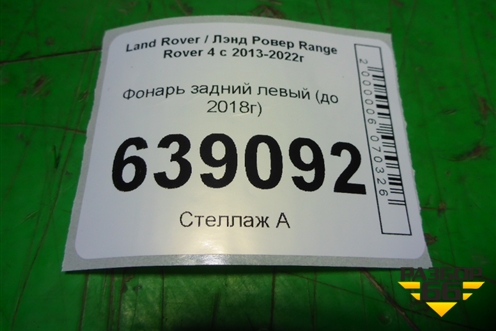 Land Rover / Лэнд Ровер Range
Rover 4 с 2013-2022г
Фонарь задний левый (до
2018г)
639092
Стеллаж А
2000006070326